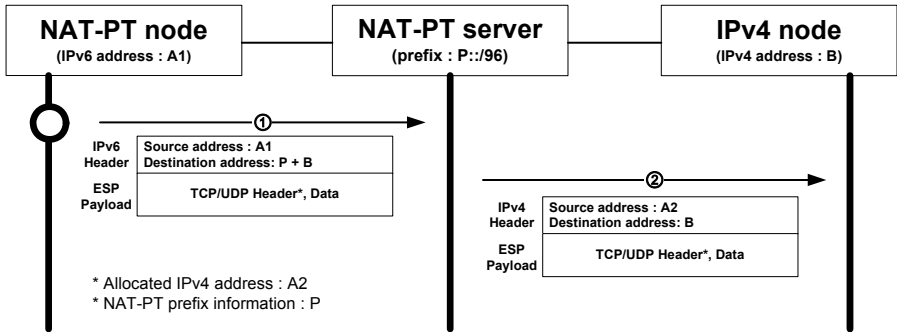 NAT-PT node
(IPv6 address : A1)
NAT-PT server
(prefix : P::/96)
IPv4 node
(IPv4 address : B)
①
IPv6
Header
Source address : A1
Destination address: P + B
ESP
Payload
TCP/UDP Header*, Data
②
IPv4
Header
Source address : A2
Destination address: B
ESP
Payload
TCP/UDP Header*, Data
* Allocated IPv4 address : A2
* NAT-PT prefix information : P